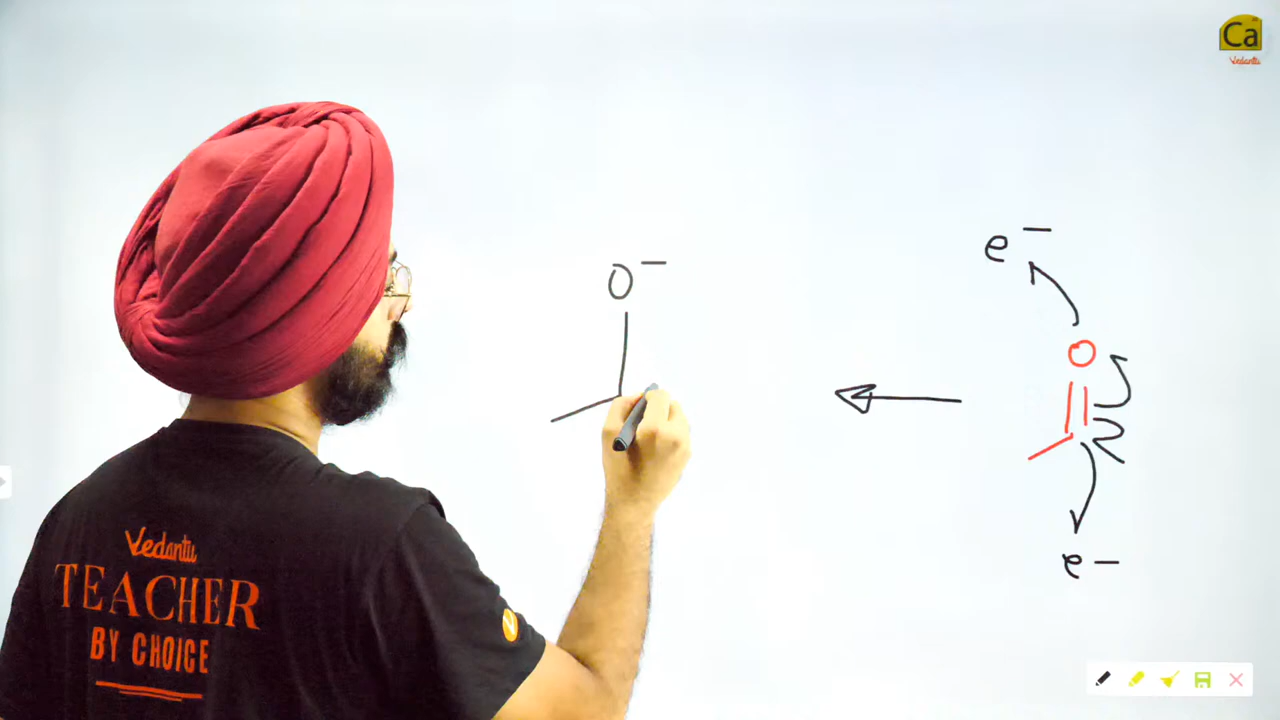 Ca
Vedantu
e –
O –
O
e –
Vedantu
TEACHER
BY CHOICE